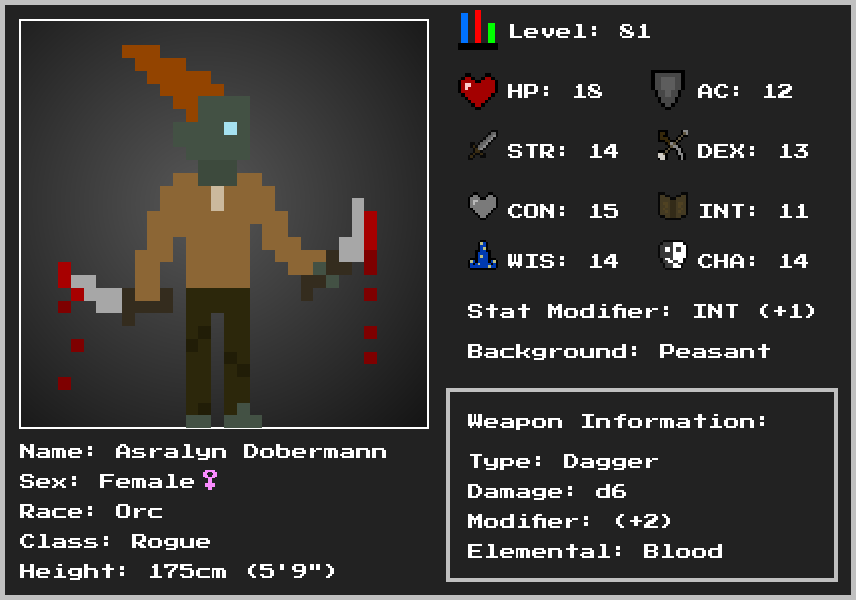 Level: 81
HP: 18 AC: 12
STR: 14 DEX: 13
CON: 15 INT: 11
WIS: 14 CHA: 14
Stat Modifier: INT (+1)
Background: Peasant
Weapon Information:
Type: Dagger
Damage: d6
Modifier: (+2)
Elemental: Blood
Name: Asralyn Dobermann
Sex: Female♀
Race: Orc
Class: Rogue
Height: 175cm (5'9")